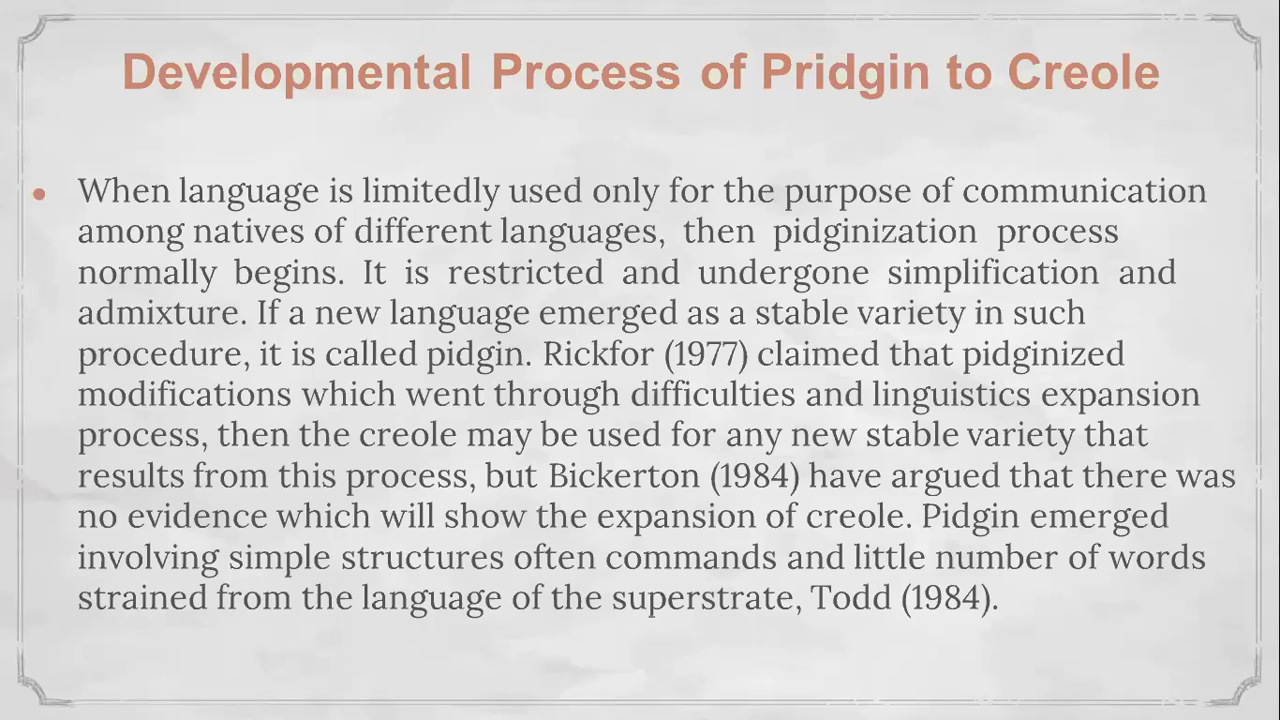 Developmental Process of Pridgin to Creole
• When language is limitedly used only for the purpose of communication
among natives of different languages, then pidginization process
normally begins. It is restricted and undergone simplification and
admixture. If a new language emerged as a stable variety in such
procedure, it is called pidgin. Rickfor (1977) claimed that pidginized
modifications which went through difficulties and linguistics expansion
process, then the creole may be used for any new stable variety that
results from this process, but Bickerton (1984) have argued that there was
no evidence which will show the expansion of creole. Pidgin emerged
involving simple structures often commands and little number of words
strained from the language of the superstrate, Todd (1984).